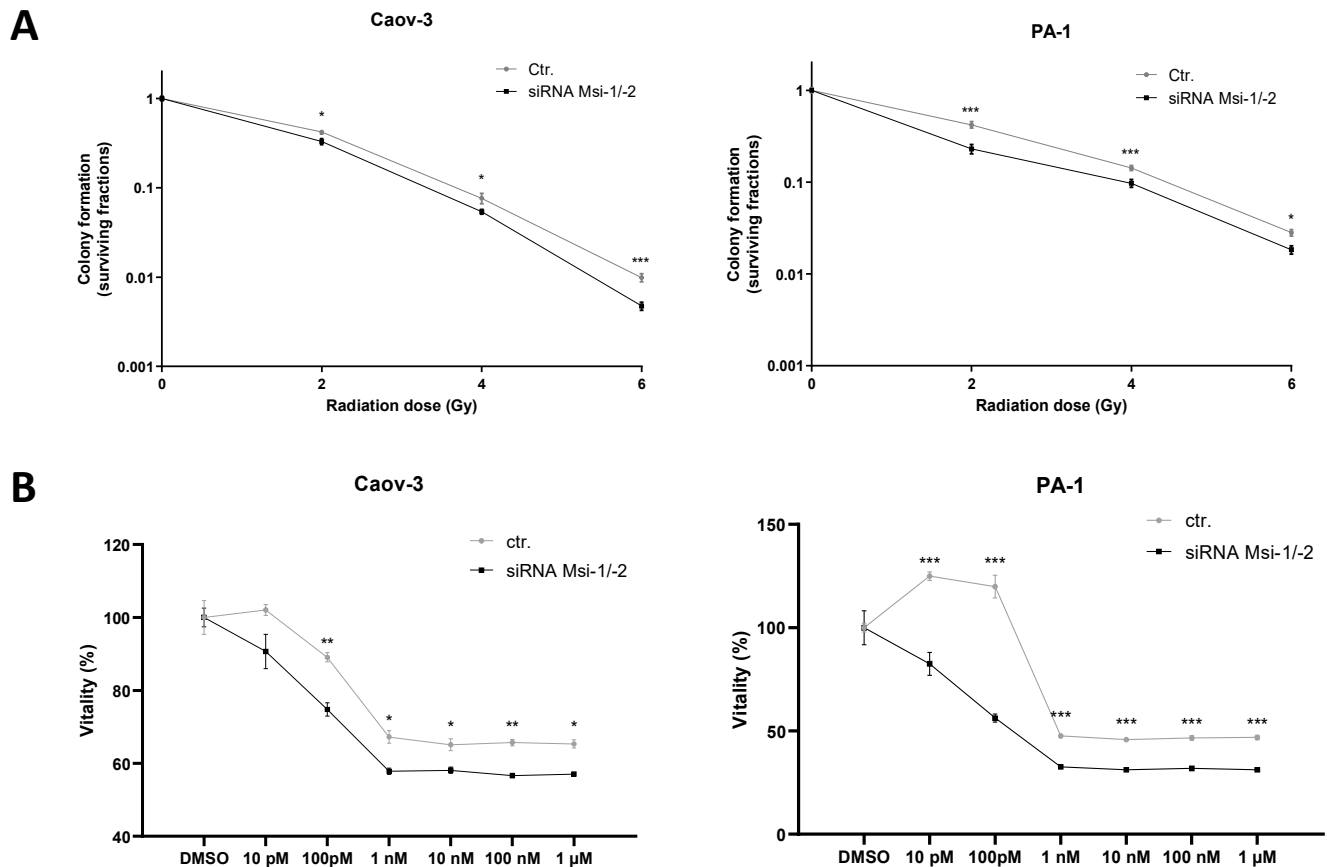 A
Caov-3
Ctr.
siRNA Msi-1/-2
Colony formation
(surviving fractions)
1
0.1
0.01
0.001
*
*
***
0
2
4
6
Radiation dose (Gy)
PA-1
Ctr.
siRNA Msi-1/-2
Colony formation
(surviving fractions)
1
0.1
0.01
0.001
***
***
*
0
2
4
6
Radiation dose (Gy)
B
Caov-3
ctr.
siRNA Msi-1/-2
Vitality (%)
120
100
80
60
40
**
*
*
**
*
DMSO 10 pM 100pM 1 nM 10 nM 100 nM 1 µM
PA-1
ctr.
siRNA Msi-1/-2
Vitality (%)
150
100
50
0
***
***
***
***
***
***
DMSO 10 pM 100pM 1 nM 10 nM 100 nM 1 µM